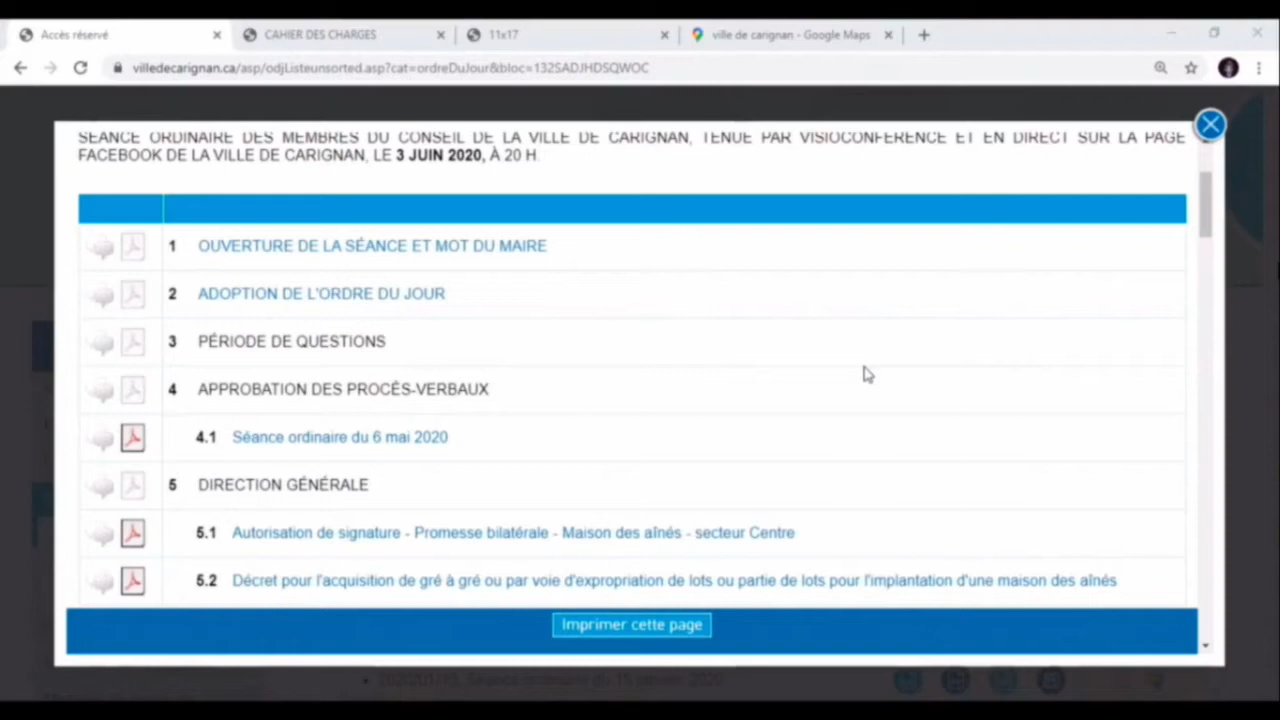 Accès réservé
CAHIER DES CHARGES
11x17
ville de carignan - Google Maps
villedecarignan.ca/asp/odjListeunsorted.asp?cat=ordreDuJour&bloc=132SADJHDSQWOC
SÉANCE ORDINAIRE DES MEMBRES DU CONSEIL DE LA VILLE DE CARIGNAN, TENUE PAR VISIOCONFÉRENCE ET EN DIRECT SUR LA PAGE
FACEBOOK DE LA VILLE DE CARIGNAN, LE 3 JUIN 2020, À 20 H.
1 OUVERTURE DE LA SÉANCE ET MOT DU MAIRE
2 ADOPTION DE L'ORDRE DU JOUR
3 PÉRIODE DE QUESTIONS
4 APPROBATION DES PROCÈS-VERBAUX
4.1 Séance ordinaire du 6 mai 2020
5 DIRECTION GÉNÉRALE
5.1 Autorisation de signature - Promesse bilatérale - Maison des aînés - secteur Centre
5.2 Décret pour l'acquisition de gré à gré ou par voie d'expropriation de lots ou partie de lots pour l'implantation d'une maison des aînés
Imprimer cette page
Séance ordinaire du 15 janvier 2020